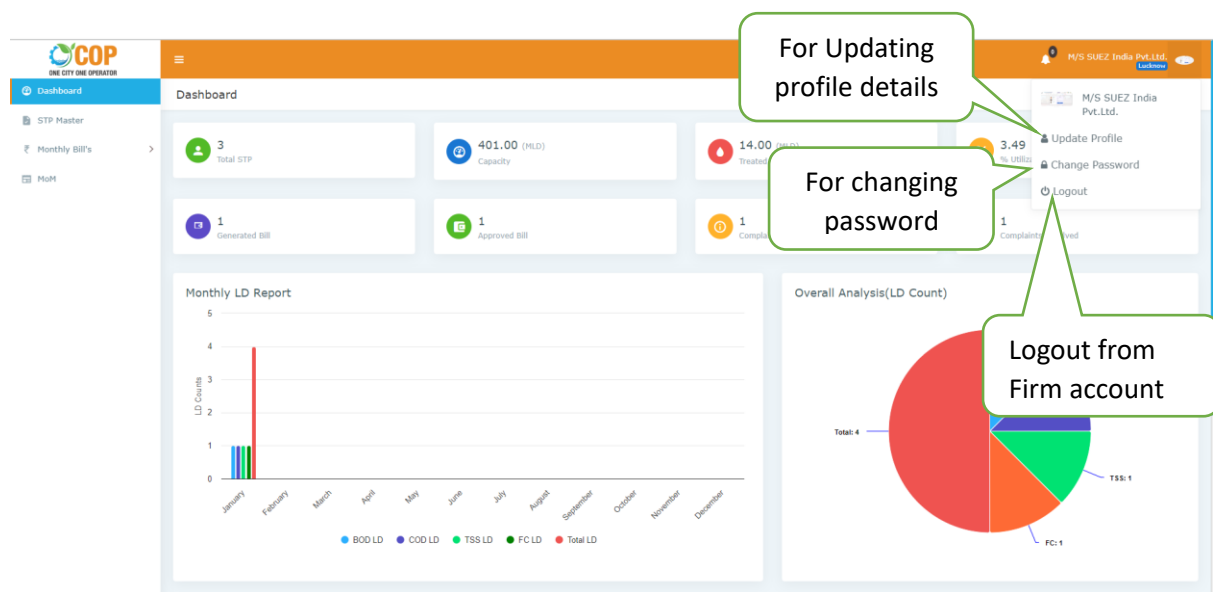 For Updating
profile details
COP
ONE CITY ONE OPERATOR
0
M/S SUEZ India Pvt.Ltd.
Lucknow
Dashboard
STP Master
₹ Monthly Bill's
MoM
Dashboard
M/S SUEZ India
Pvt.Ltd.
Update Profile
Change Password
Logout
3
Total STP
401.00 (MLD)
Capacity
14.00
Treated
3.49
%
For changing
password
1
Generated Bill
1
Approved Bill
1
1
Logout from
Firm account
Monthly LD Report
5
4
3
2
1
0
LD Counts
January
February
March
April
May
June
July
August
September
October
November
December
BOD LD
COD LD
TSS LD
FC LD
Total LD
Overall Analysis(LD Count)
Total: 4
TSS: 1
FC: 1